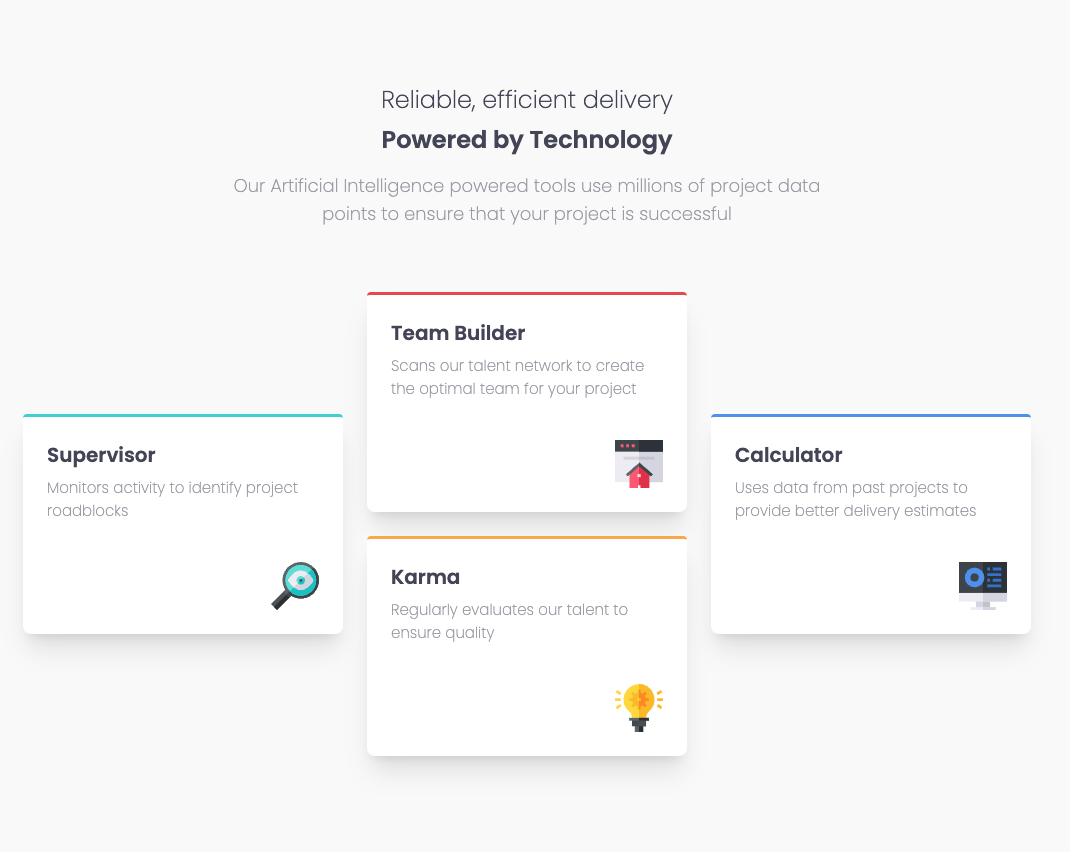 Reliable, efficient delivery
Powered by Technology
Our Artificial Intelligence powered tools use millions of project data
points to ensure that your project is successful
Supervisor
Monitors activity to identify project
roadblocks
Team Builder
Scans our talent network to create
the optimal team for your project
Karma
Regularly evaluates our talent to
ensure quality
Calculator
Uses data from past projects to
provide better delivery estimates